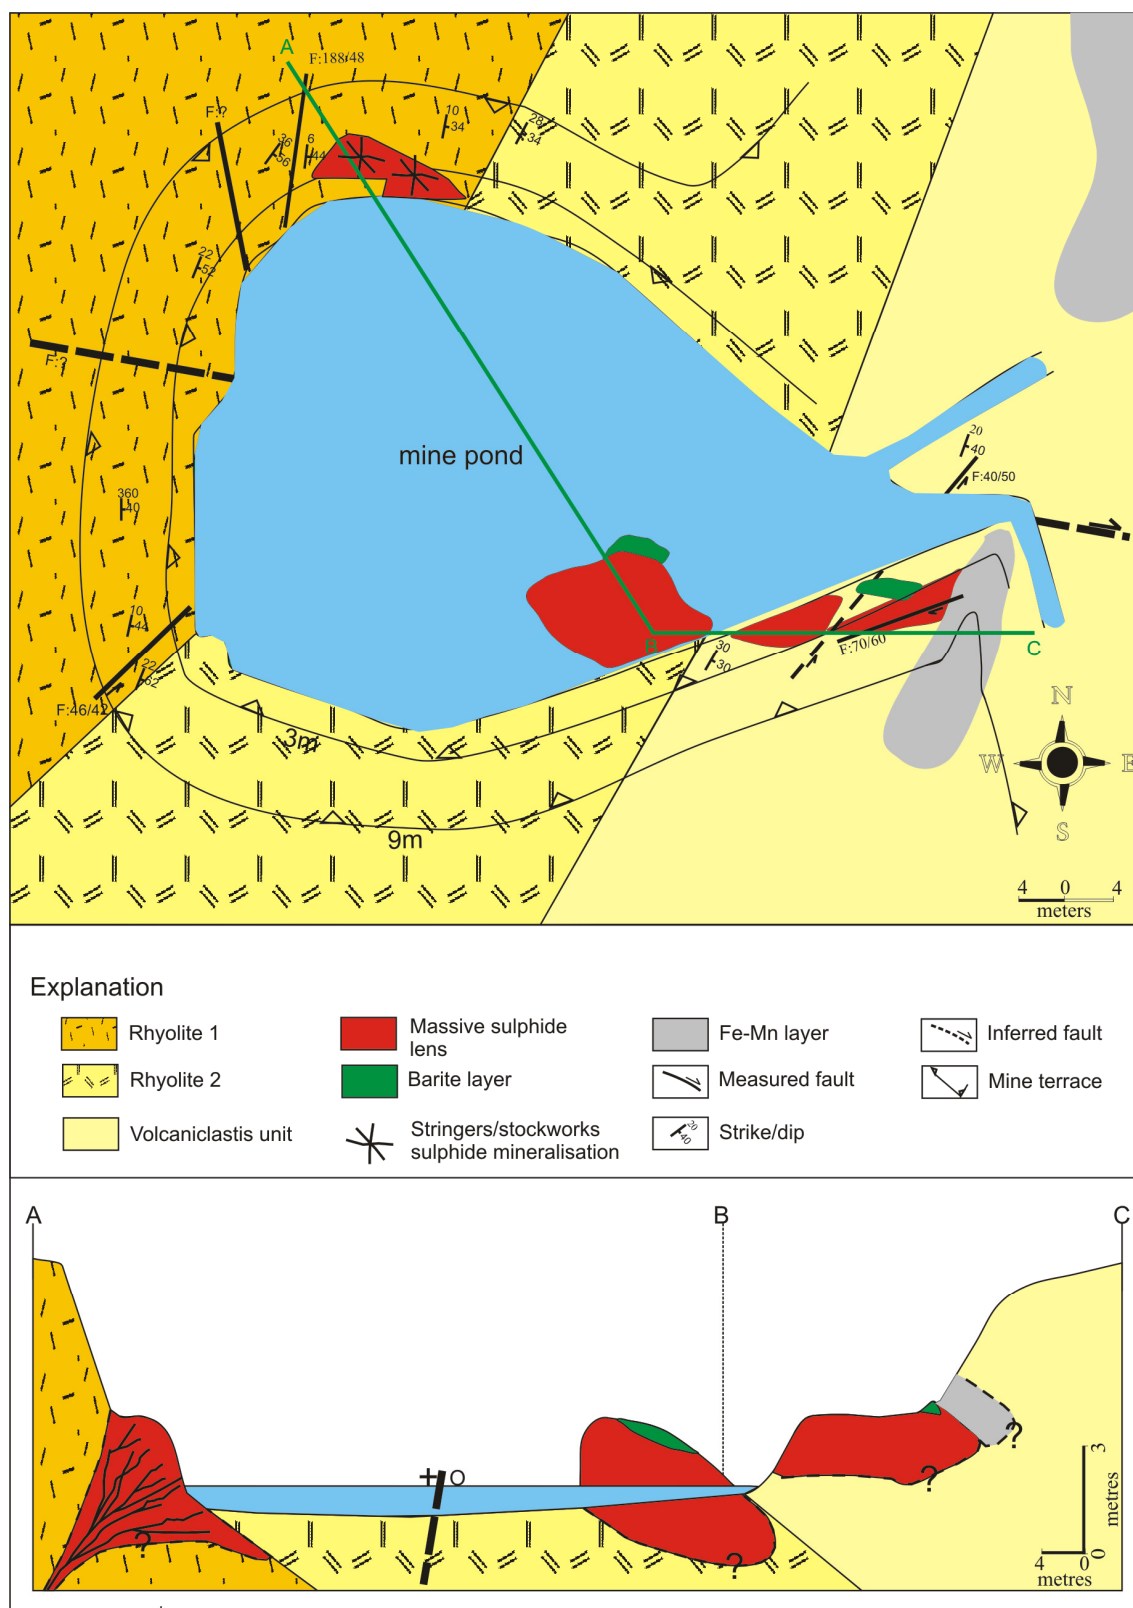 A
F:188/48
F:?
10
34
28
34
36
56
6
44
22
52
F:?
mine pond
20
40
F:40/50
360
40
10
44
22
62
F:46/42
B
30
30
F:70/60
C
3m
9m
N
W
E
S
4 0 4
meters
Explanation
Rhyolite 1
Massive sulphide
lens
Fe-Mn layer
Inferred fault
Rhyolite 2
Barite layer
Measured fault
Mine terrace
Volcaniclastis unit
Stringers/stockworks
sulphide mineralisation
20
40
Strike/dip
A
B
C
+ O
?
?
?
?
3
0
metres
4 0
metres